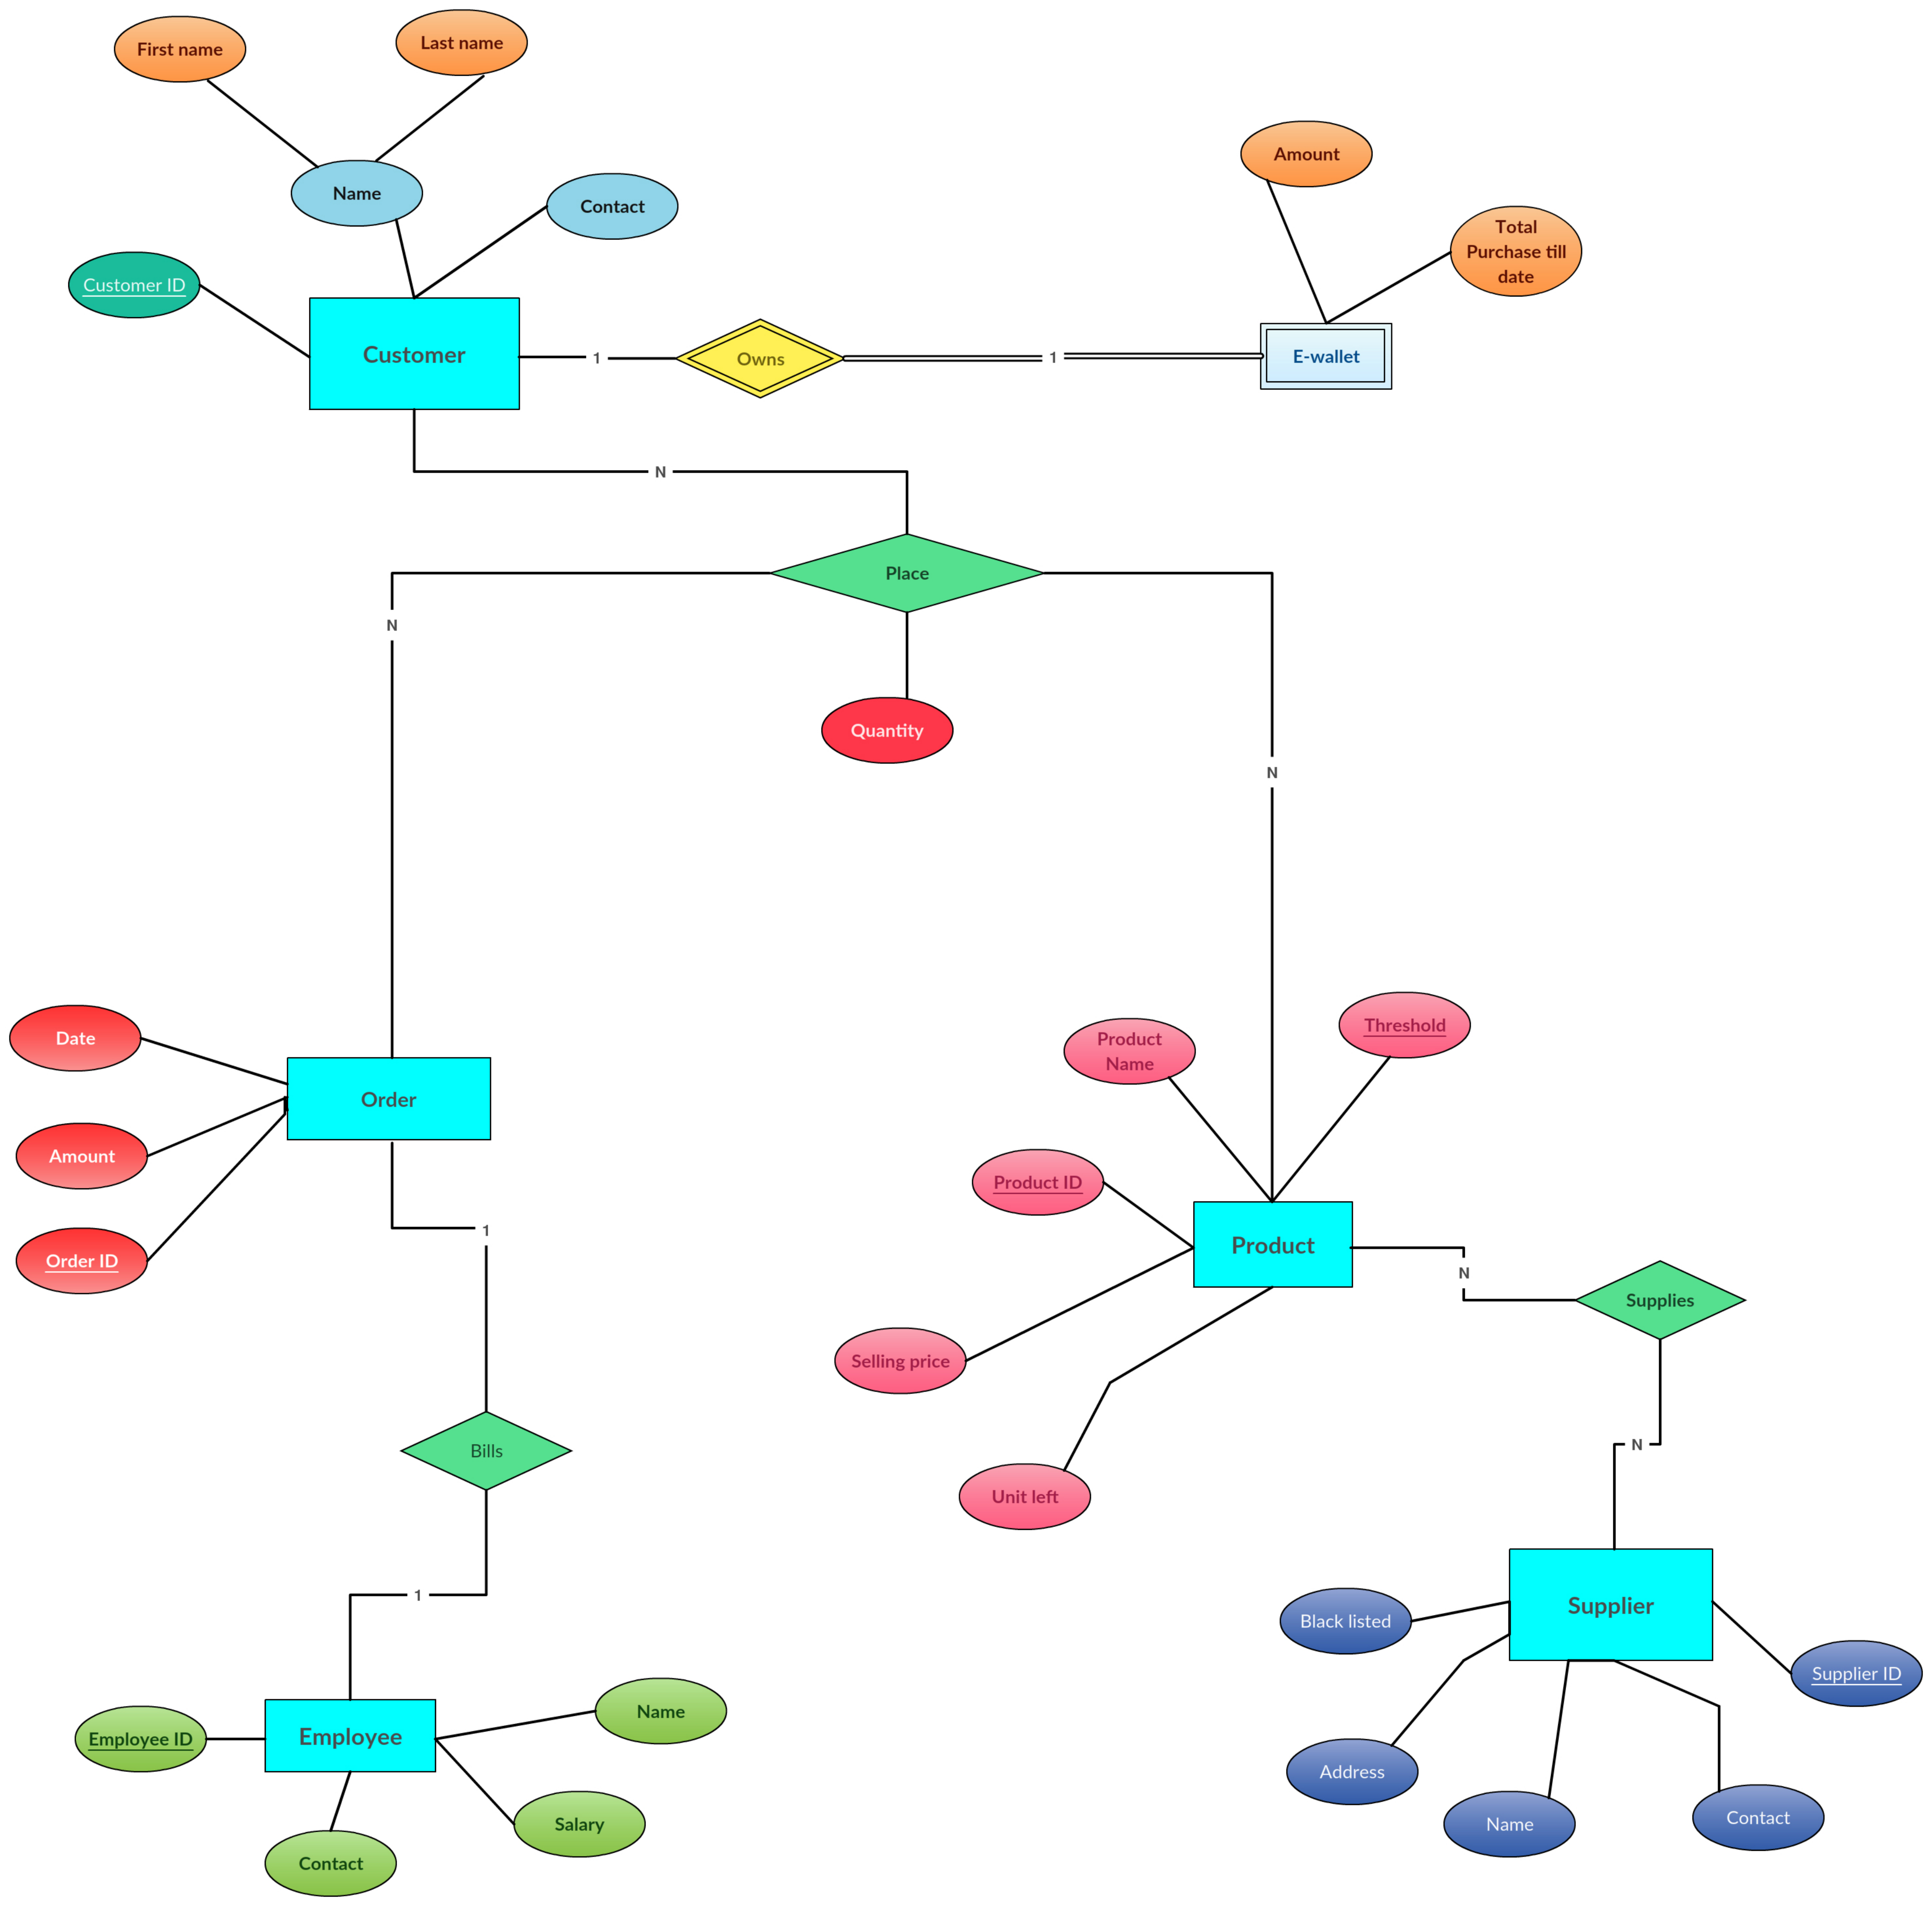 First name
Last name
Name
Contact
Amount
Total
Purchase till
date
Customer ID
Customer
1
Owns
1
E-wallet
N
Place
N
Quantity
N
Date
Amount
Order ID
Order
Product
Name
Threshold
Product ID
Product
Selling price
Unit left
N
Supplies
N
1
Bills
1
Employee
Employee ID
Name
Salary
Contact
Supplier
Black listed
Supplier ID
Address
Name
Contact